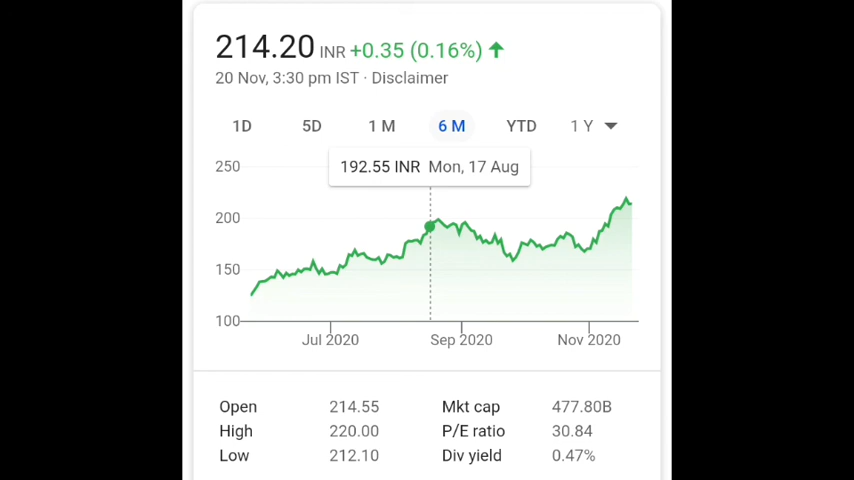 214.20 INR +0.35 (0.16%) ↑
20 Nov, 3:30 pm IST · Disclaimer
1D 5D 1 M 6 M YTD 1 Y
192.55 INR Mon, 17 Aug
250
200
150
100
Jul 2020 Sep 2020 Nov 2020
Open 214.55 Mkt cap 477.80B
High 220.00 P/E ratio 30.84
Low 212.10 Div yield 0.47%